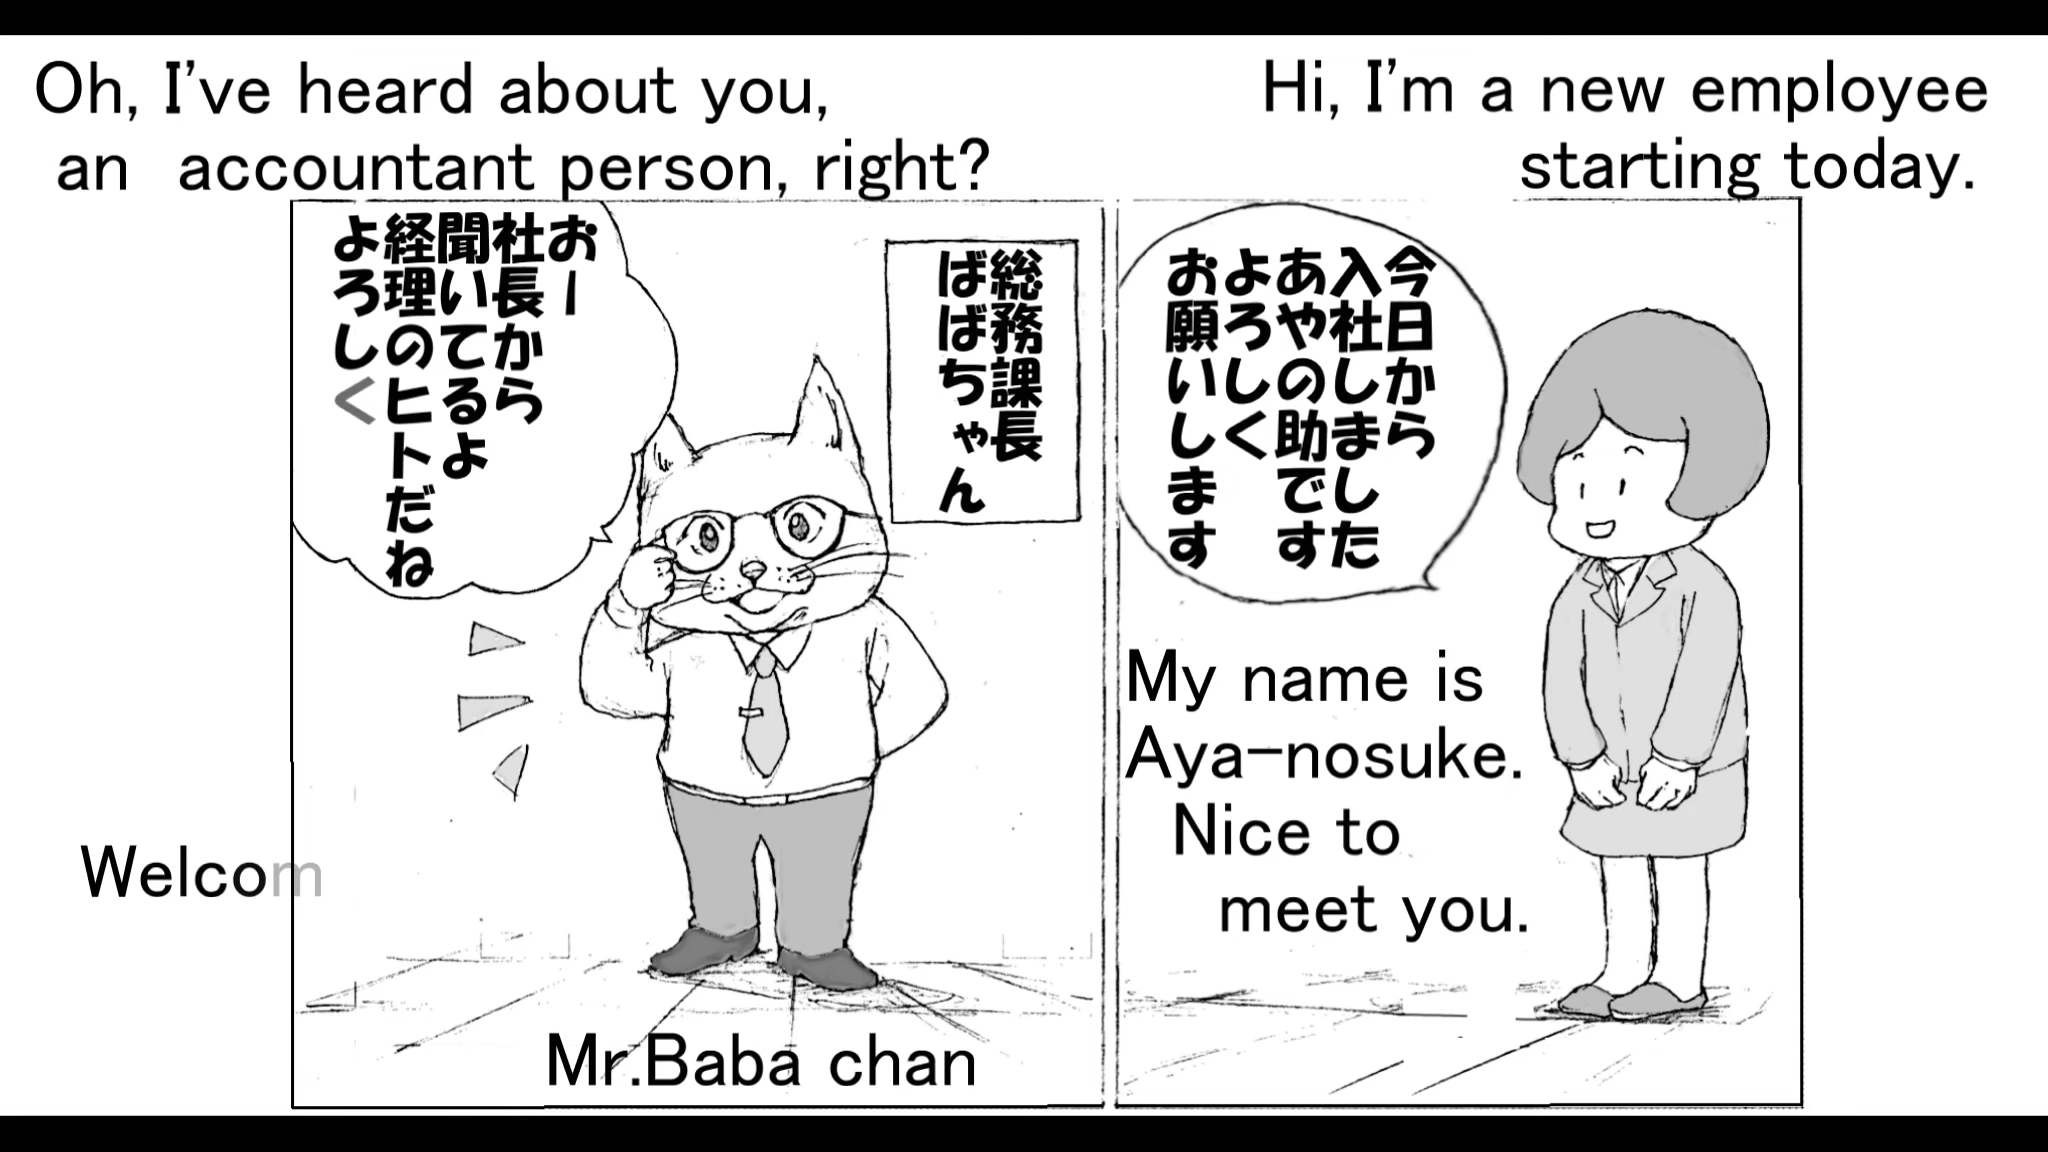 Hi, I'm a new employee
starting today.
今日から
入社しました
あやの助です
よろしく
お願いします
My name is
Aya-nosuke.
Nice to
meet you.
Oh, I've heard about you,
an accountant person, right?
総務課長
ばばちゃん
おー
社長から
聞いてるよ
経理のヒトだね
よろしく
Welcom
Mr.Baba chan